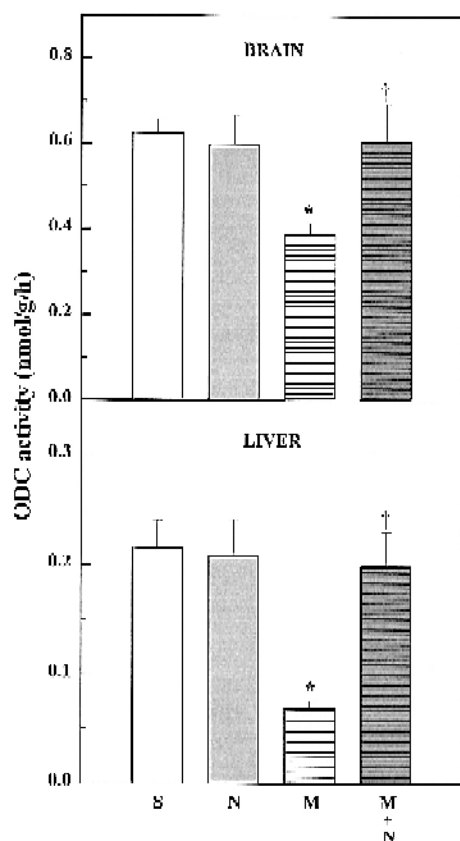 BRAIN
0.8
0.6
0.4
0.2
0.0
†
*
ODC activity (nmol/g/h)
LIVER
0.3
0.2
0.1
0.0
†
*
S N M M
+
N